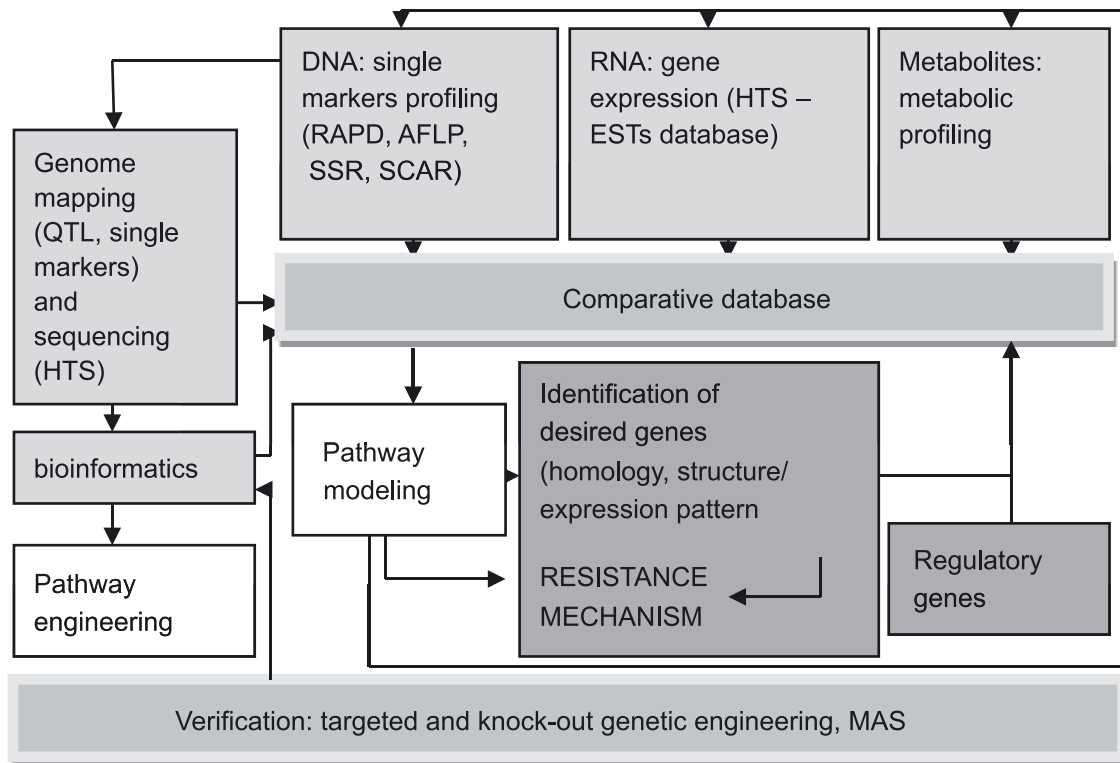 DNA: single
markers profiling
(RAPD, AFLP,
SSR, SCAR)
RNA: gene
expression (HTS –
ESTs database)
Metabolites:
metabolic
profiling
Genome
mapping
(QTL, single
markers)
and
sequencing
(HTS)
Comparative database
bioinformatics
Pathway
modeling
Identification of
desired genes
(homology, structure/
expression pattern
RESISTANCE
MECHANISM
Regulatory
genes
Pathway
engineering
Verification: targeted and knock-out genetic engineering, MAS